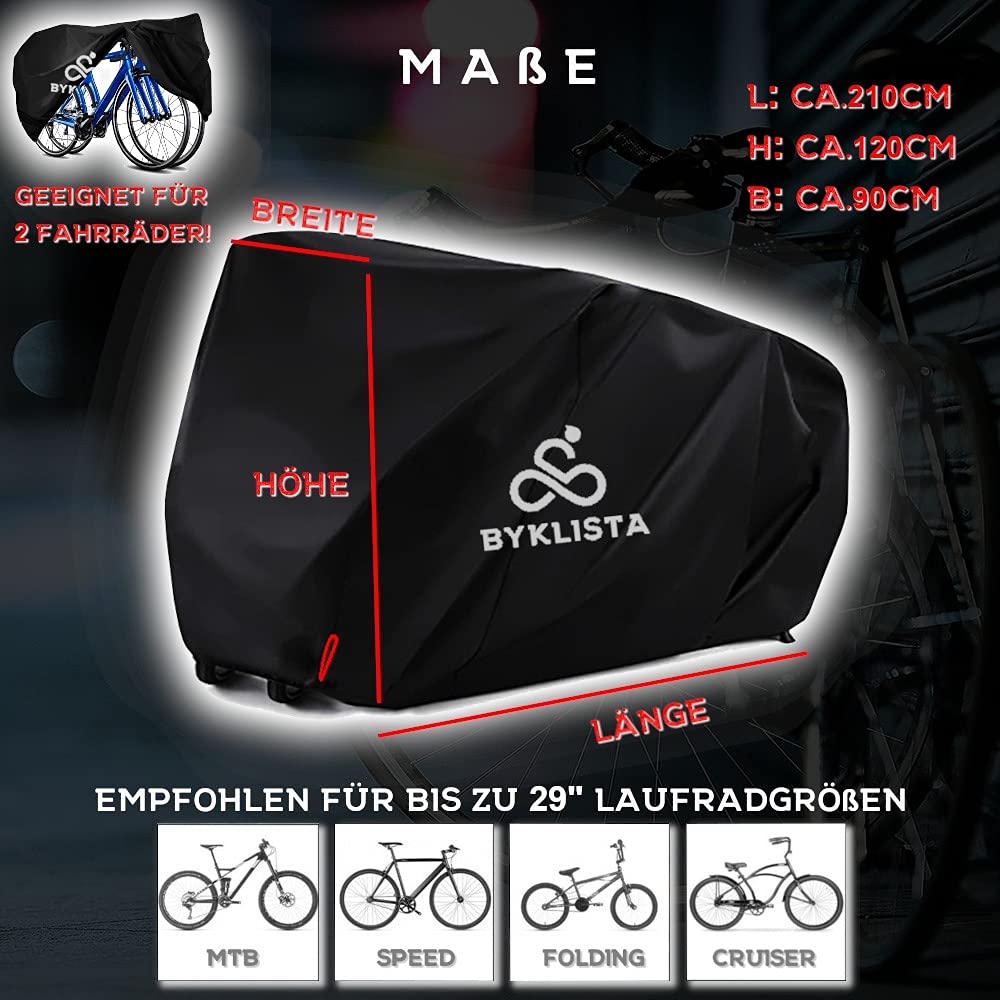 MAßE
L: CA.210CM
H: CA.120CM
B: CA.90CM
BYKL
GEEIGNET FÜR
2 FAHRRÄDER!
BREITE
HÖHE
BYKLISTA
LÄNGE
EMPFOHLEN FÜR BIS ZU 29" LAUFRADGRÖßEN
MTB
SPEED
FOLDING
CRUISER